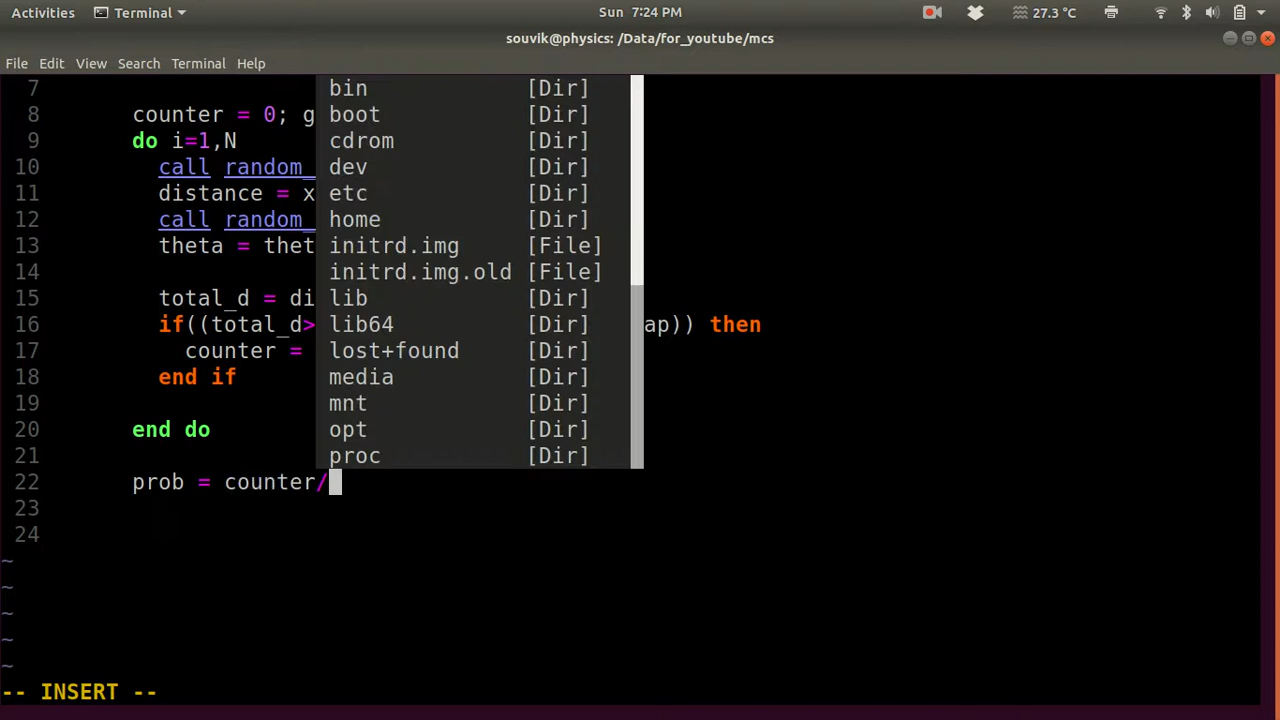 Activities Terminal Sun 7:24 PM 27.3 °C
souvik@physics: /Data/for_youtube/mcs
File Edit View Search Terminal Help
7 bin [Dir]
8 counter = 0; g boot [Dir]
9 do i=1,N cdrom [Dir]
10 call random_ dev [Dir]
11 distance = x etc [Dir]
12 call random_ home [Dir]
13 theta = thet initrd.img [File]
14 initrd.img.old [File]
15 total_d = di lib [Dir]
16 if((total_d> lib64 [Dir] ap)) then
17 counter = lost+found [Dir]
18 end if media [Dir]
19 mnt [Dir]
20 end do opt [Dir]
21 proc [Dir]
22 prob = counter/
23
24
~
~
~
~
~
-- INSERT --